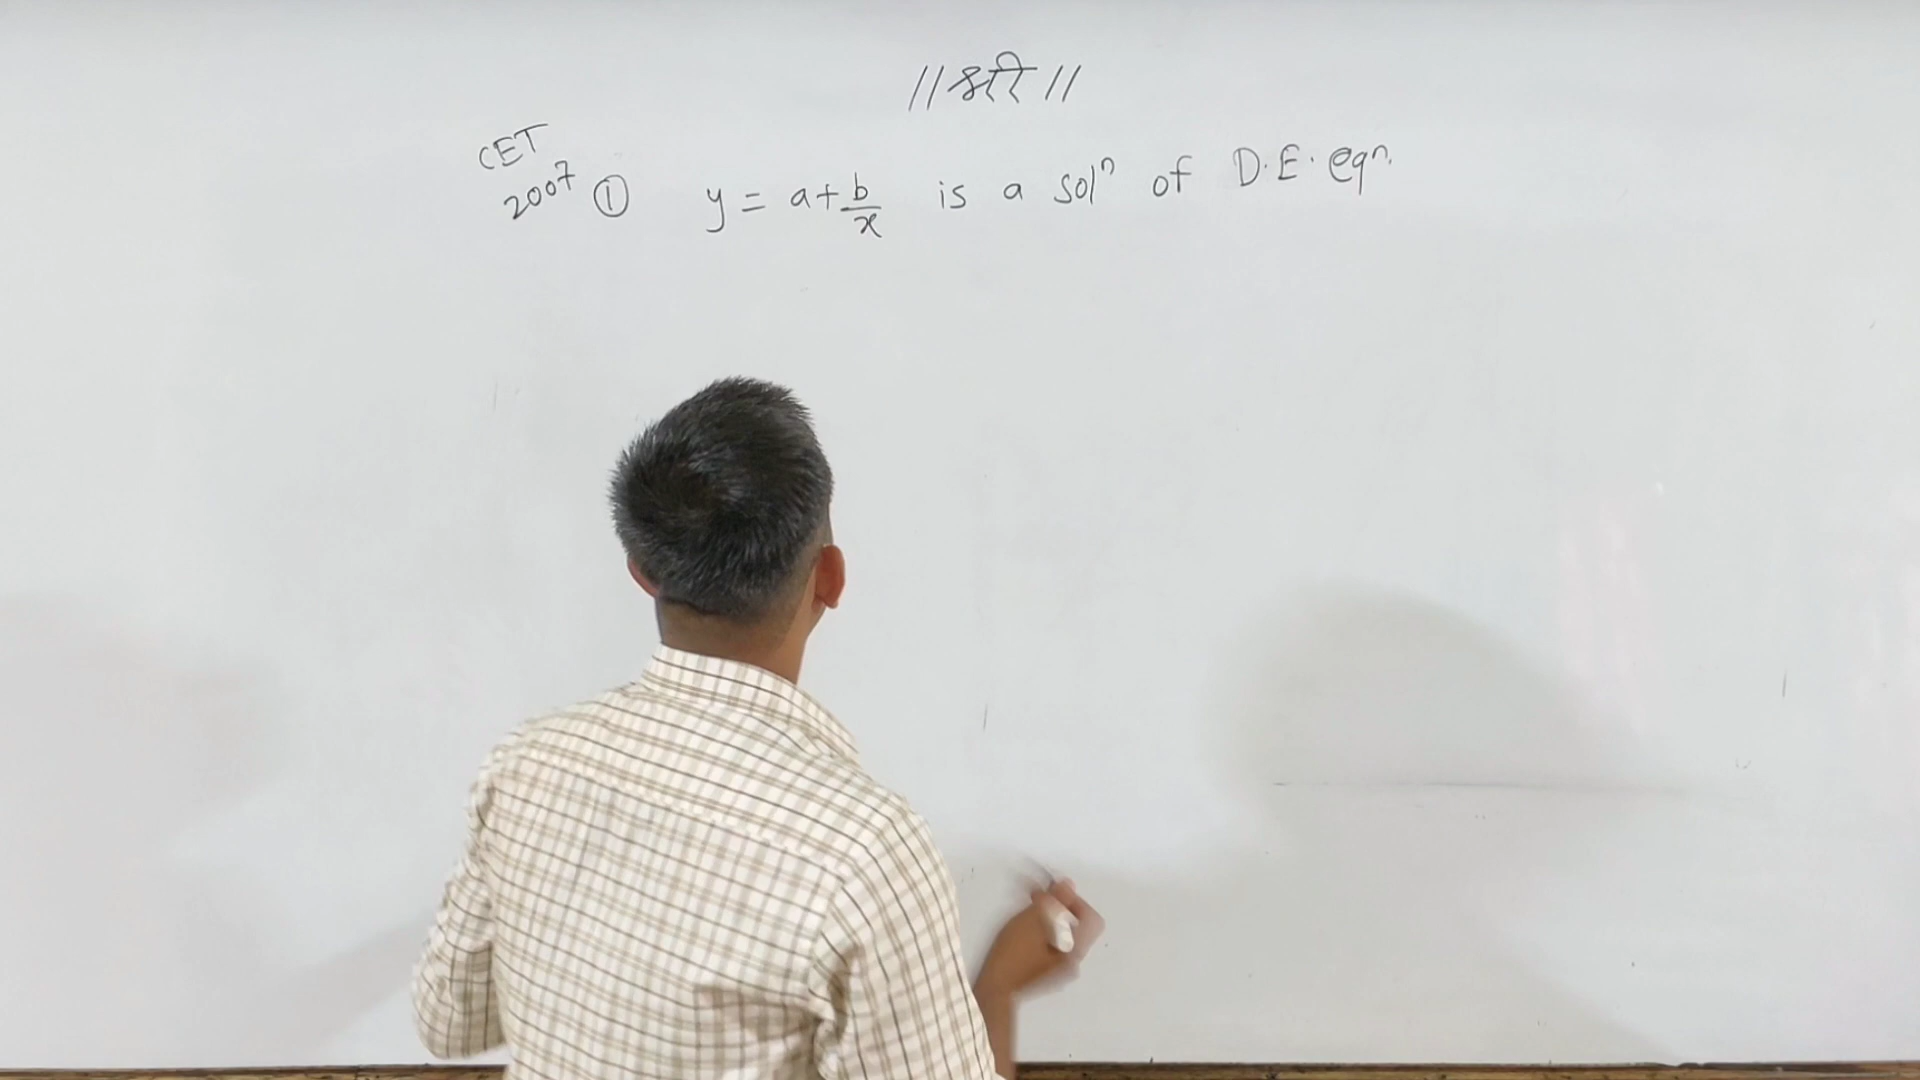 //श्री//
CET
2007 ① y = a+b/x is a solⁿ of D.E. eqn.